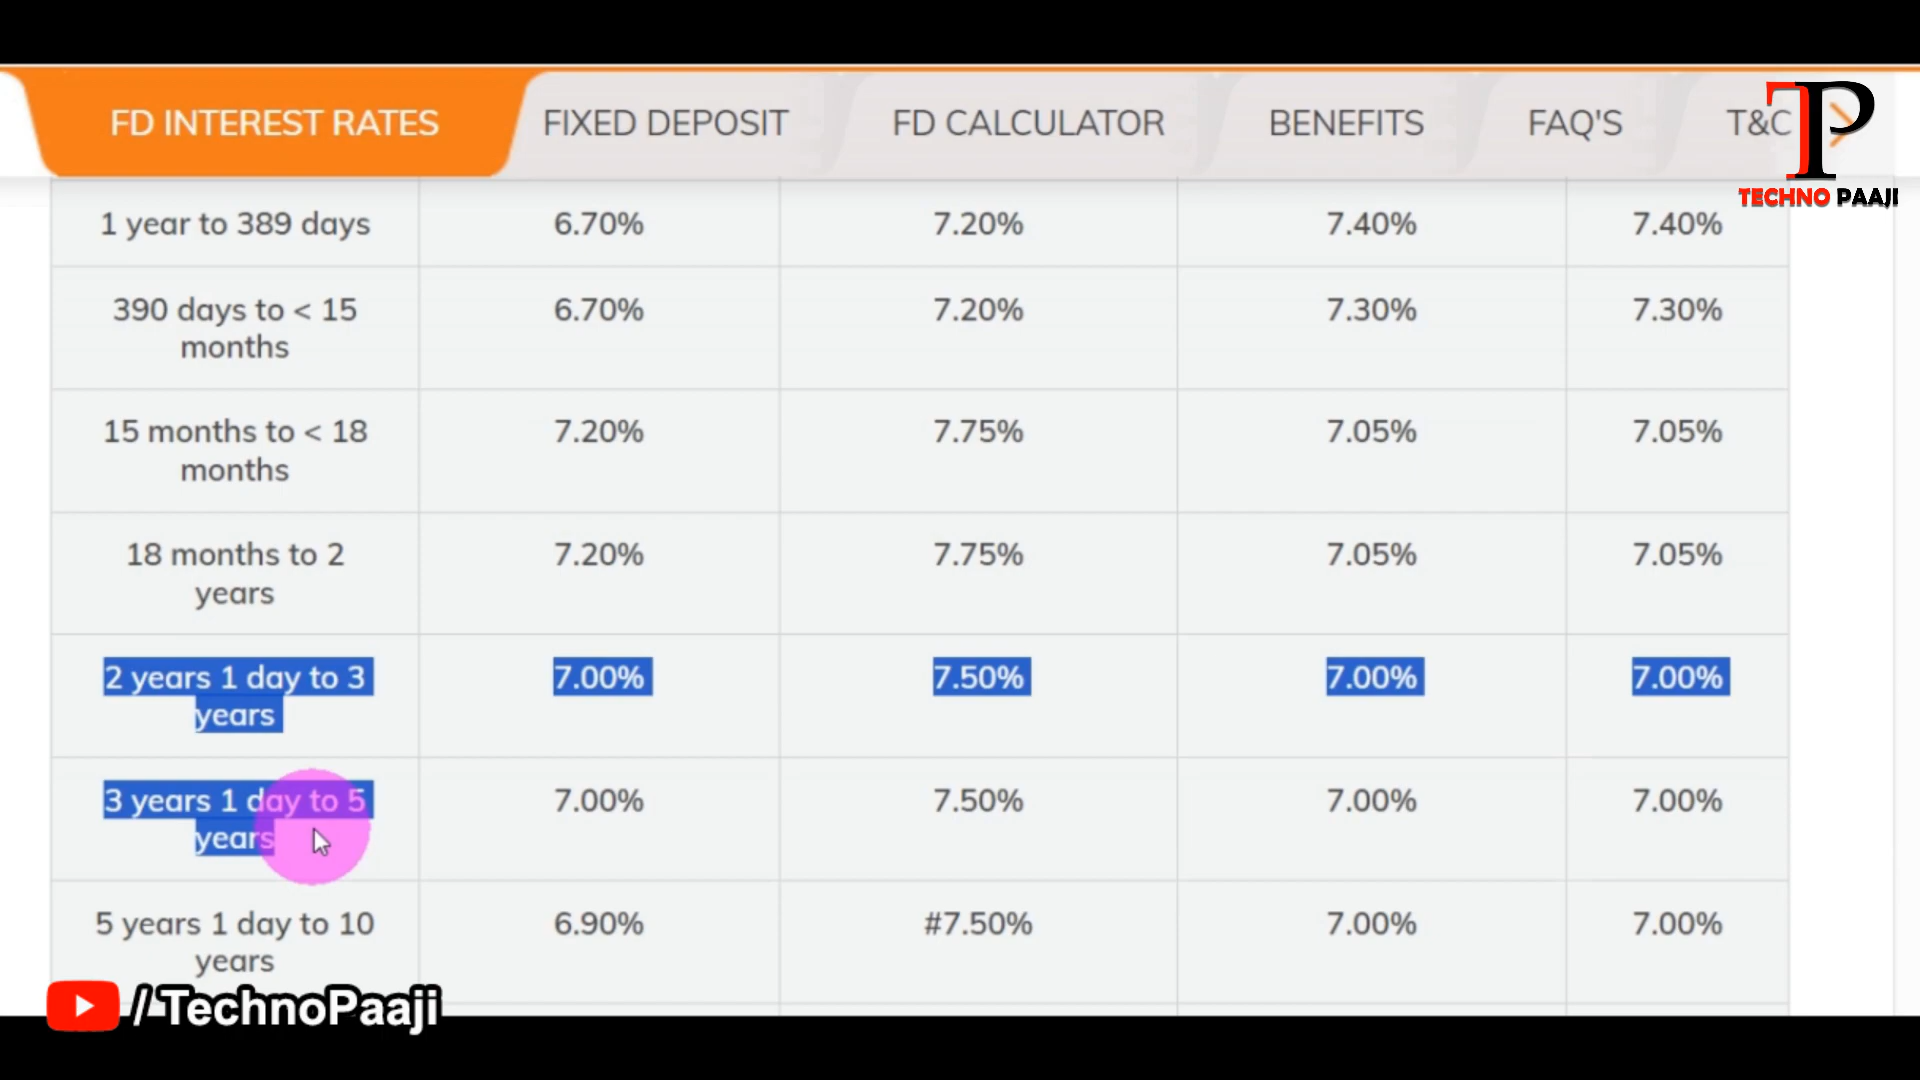 FD INTEREST RATES FIXED DEPOSIT FD CALCULATOR BENEFITS FAQ'S T&C
TP
TECHNO PAAJI
1 year to 389 days 6.70% 7.20% 7.40% 7.40%
390 days to < 15 6.70% 7.20% 7.30% 7.30%
months
15 months to < 18 7.20% 7.75% 7.05% 7.05%
months
18 months to 2 7.20% 7.75% 7.05% 7.05%
years
2 years 1 day to 3 7.00% 7.50% 7.00% 7.00%
years
3 years 1 day to 5 7.00% 7.50% 7.00% 7.00%
years
5 years 1 day to 10 6.90% #7.50% 7.00% 7.00%
years
/TechnoPaaji